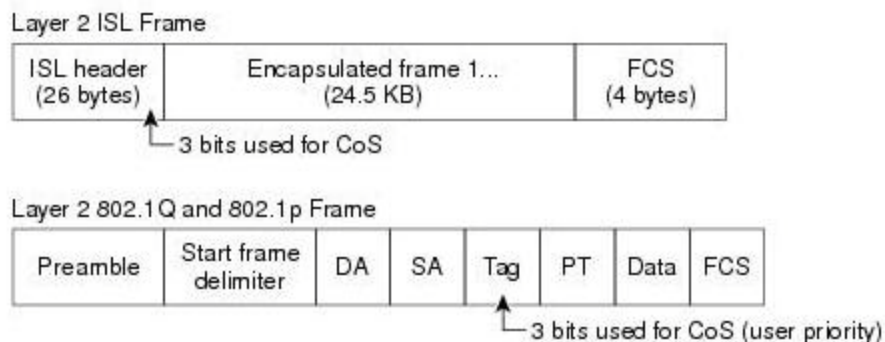 Layer 2 ISL Frame
ISL header
(26 bytes)
Encapsulated frame 1...
(24.5 KB)
FCS
(4 bytes)
3 bits used for CoS
Layer 2 802.1Q and 802.1p Frame
Preamble
Start frame
delimiter
DA
SA
Tag
PT
Data
FCS
3 bits used for CoS (user priority)